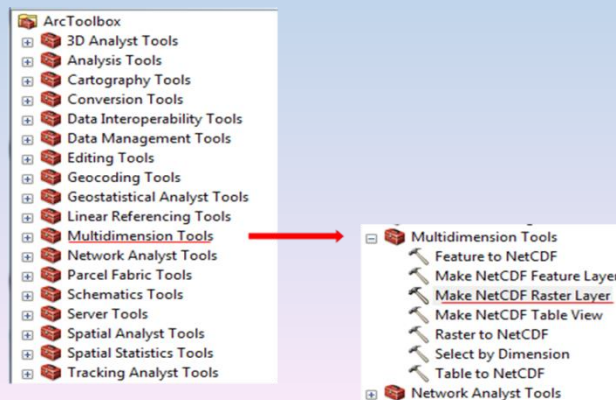 ArcToolbox
3D Analyst Tools
Analysis Tools
Cartography Tools
Conversion Tools
Data Interoperability Tools
Data Management Tools
Editing Tools
Geocoding Tools
Geostatistical Analyst Tools
Linear Referencing Tools
Multidimension Tools
Network Analyst Tools
Parcel Fabric Tools
Schematics Tools
Server Tools
Spatial Analyst Tools
Spatial Statistics Tools
Tracking Analyst Tools
Multidimension Tools
Feature to NetCDF
Make NetCDF Feature Layer
Make NetCDF Raster Layer
Make NetCDF Table View
Raster to NetCDF
Select by Dimension
Table to NetCDF
Network Analyst Tools